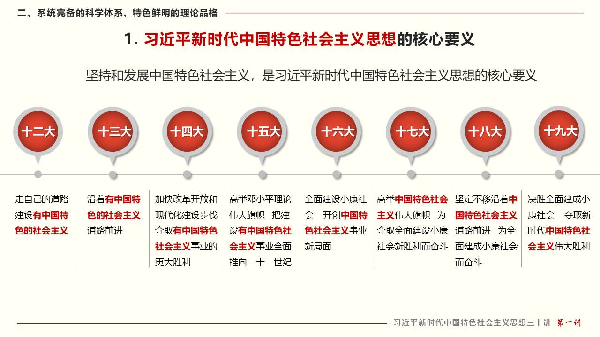 二、系统完备的科学体系、特色鲜明的理论品格
1. 习近平新时代中国特色社会主义思想的核心要义
坚持和发展中国特色社会主义，是习近平新时代中国特色社会主义思想的核心要义
十二大
十三大
十四大
十五大
十六大
十七大
十八大
十九大
走自己的道路
建设有中国特
色的社会主义
沿着有中国特
色的社会主义
道路前进
加快改革开放和
现代化建设步伐
夺取有中国特色
社会主义事业的
更大胜利
高举邓小平理论
伟大旗帜 把建
设有中国特色社
会主义事业全面
推向二十一世纪
全面建设小康社
会 开创中国特
色社会主义事业
新局面
高举中国特色社会
主义伟大旗帜 为
夺取全面建设小康
社会新胜利而奋斗
坚定不移沿着中
国特色社会主义
道路前进 为全
面建成小康社会
而奋斗
决胜全面建成小
康社会 夺取新
时代中国特色社
会主义伟大胜利
习近平新时代中国特色社会主义思想三十讲 第一讲